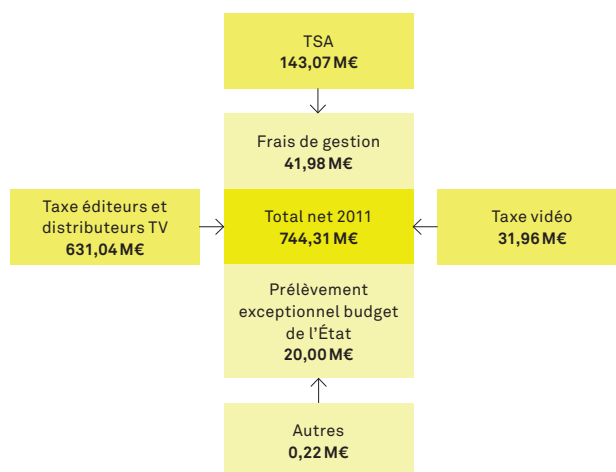 TSA
143,07 M€
Frais de gestion
41,98 M€
Taxe éditeurs et
distributeurs TV
631,04 M€
Total net 2011
744,31 M€
Taxe vidéo
31,96 M€
Prélèvement
exceptionnel budget
de l’État
20,00 M€
Autres
0,22 M€